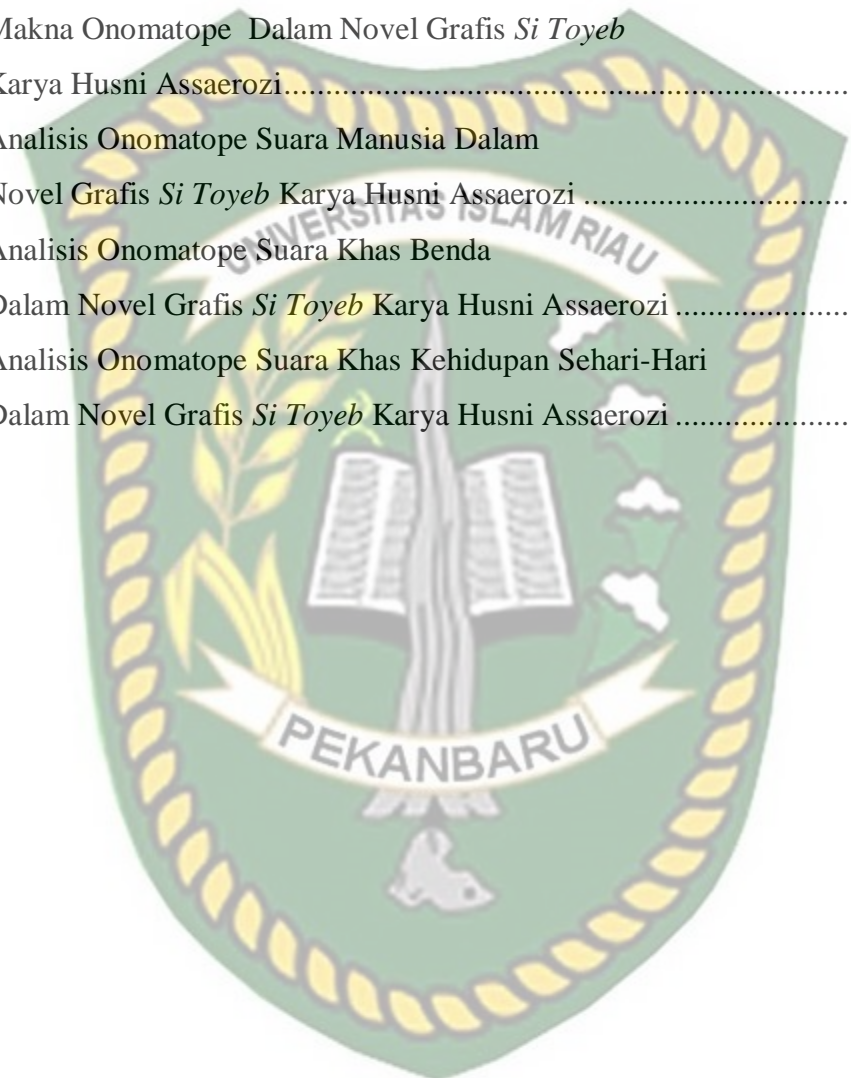 Makna Onomatope Dalam Novel Grafis Si Toyeb
Karya Husni Assaerozi..........................................................................
Analisis Onomatope Suara Manusia Dalam
Novel Grafis Si Toyeb Karya Husni Assaerozi ..................................
UNIVERSITAS ISLAM RIAU
Analisis Onomatope Suara Khas Benda
Dalam Novel Grafis Si Toyeb Karya Husni Assaerozi ......................
Analisis Onomatope Suara Khas Kehidupan Sehari-Hari
Dalam Novel Grafis Si Toyeb Karya Husni Assaerozi ......................
PEKANBARU